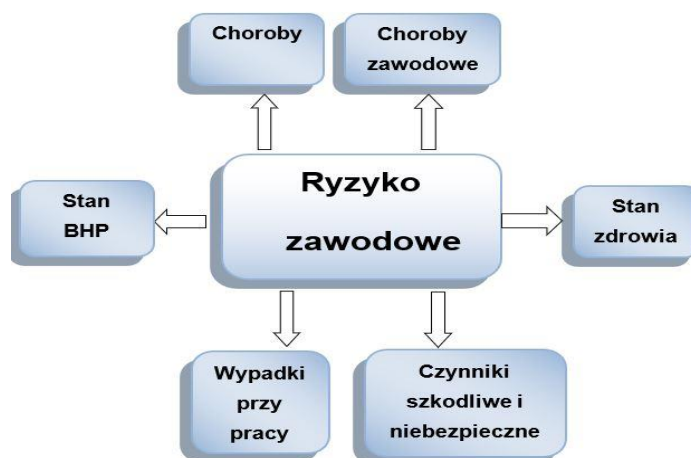 Choroby
Choroby
zawodowe
Ryzyko
zawodowe
Stan
BHP
Stan
zdrowia
Wypadki
przy
pracy
Czynniki
szkodliwe i
niebezpieczne